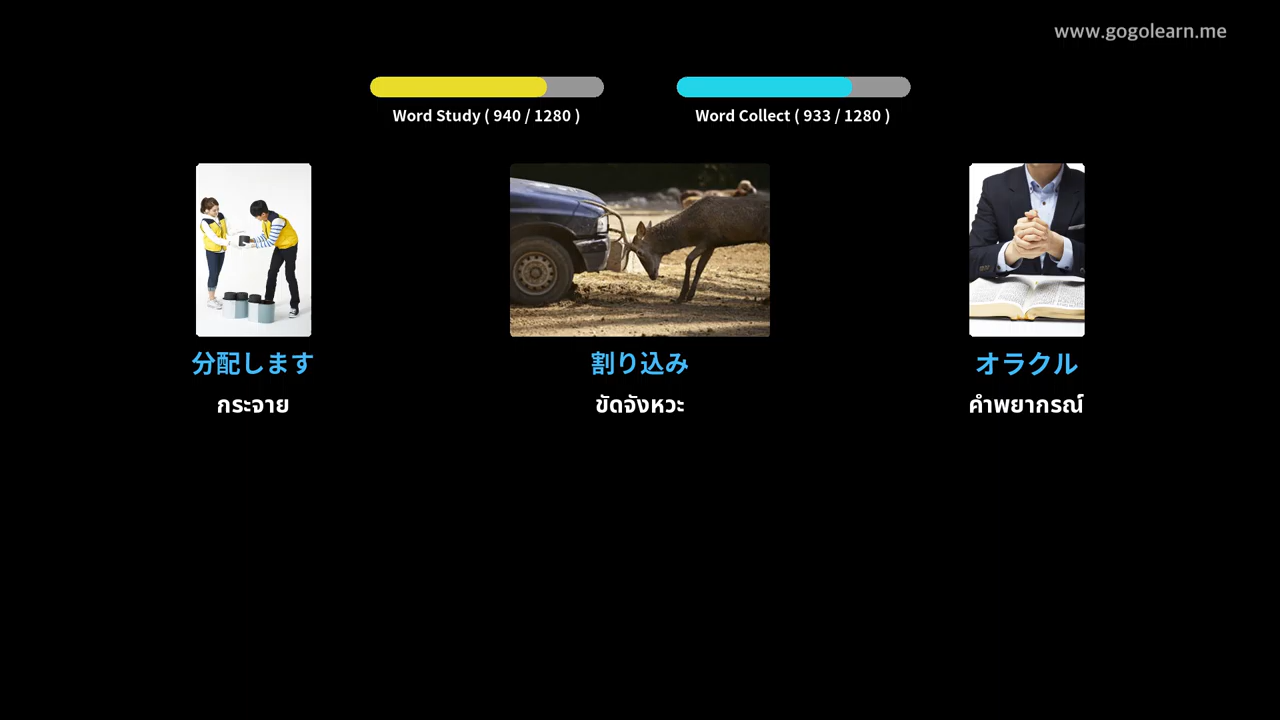 www.gogolearn.me
Word Study ( 940 / 1280 )
Word Collect ( 933 / 1280 )
分配します
割り込み
オラクル
กระจาย
ขัดจังหวะ
คำพยากรณ์